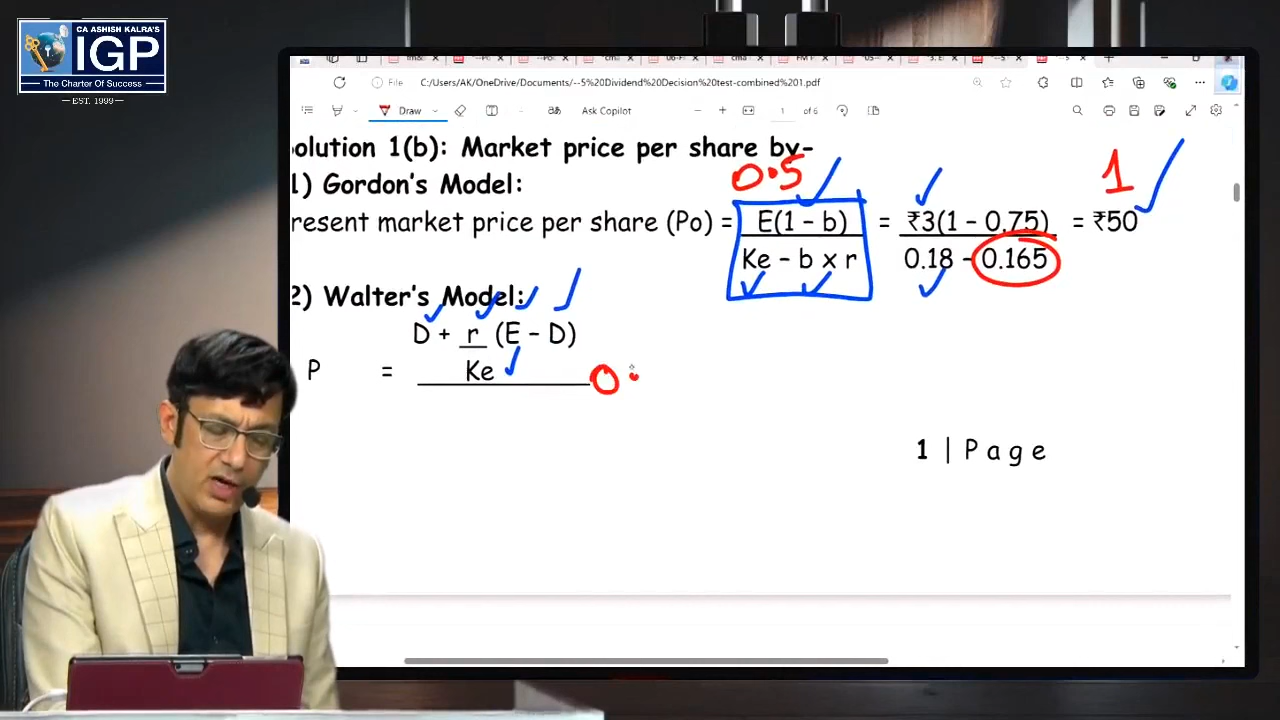 CA ASHISH KALRA'S
IGP
The Charter Of Success
EST. 1999
C:/Users/AK/OneDrive/Documents/--5%20Dividend%20Decision%20test-combined%201.pdf
File
Draw
Ask Copilot
1 of 6
olution 1(b): Market price per share by-
1) Gordon's Model:
resent market price per share (Po) = E(1 – b) = ₹3(1 – 0.75) = ₹50
Ke – b x r 0.18 – 0.165
0.5
1
2) Walter's Model:
D + r (E – D)
P = Ke
0.
1 | P a g e